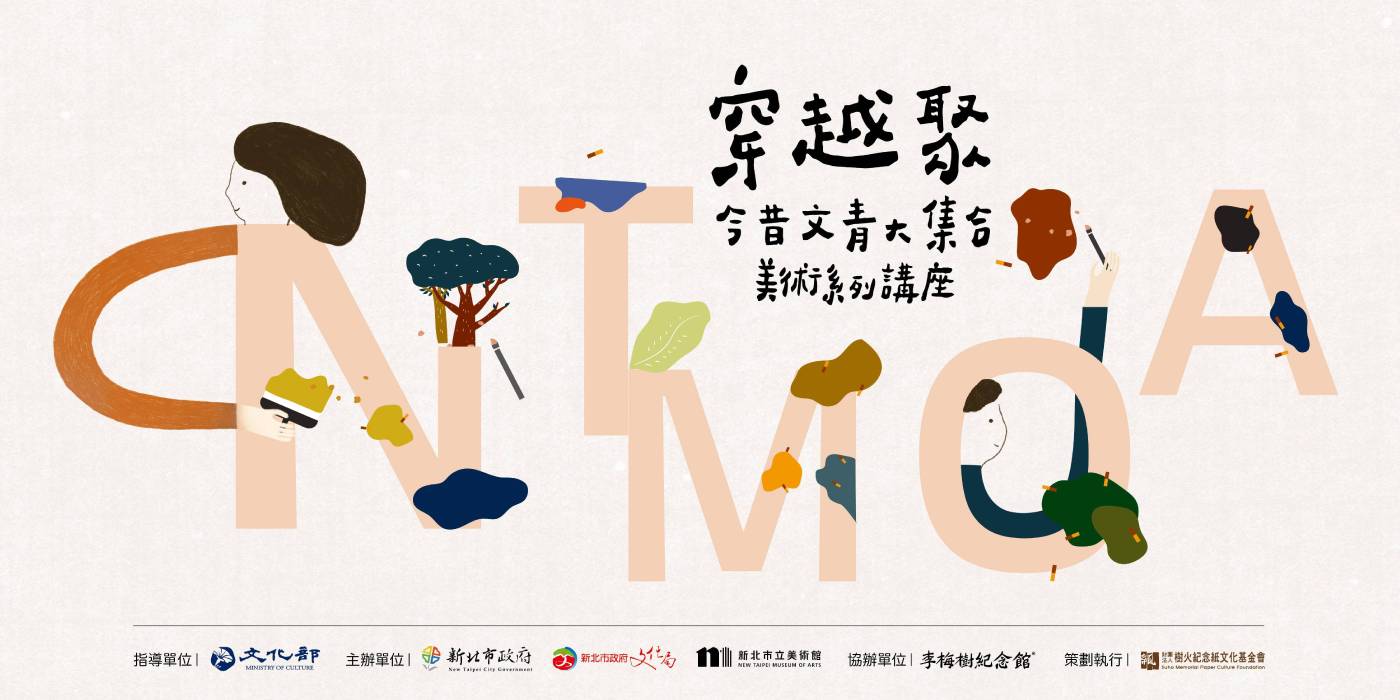 穿越聚
今昔文青大集合
美術系列講座
NTMOA
指導單位 | 文化部 MINISTRY OF CULTURE
主辦單位 | 新北市政府 New Taipei City Government 新北市政府文化局 新北市立美術館 NEW TAIPEI MUSEUM OF ARTS
協辦單位 | 李梅樹紀念館
策劃執行 | 財團法人 樹火紀念紙文化基金會 Suho Memorial Paper Culture Foundation